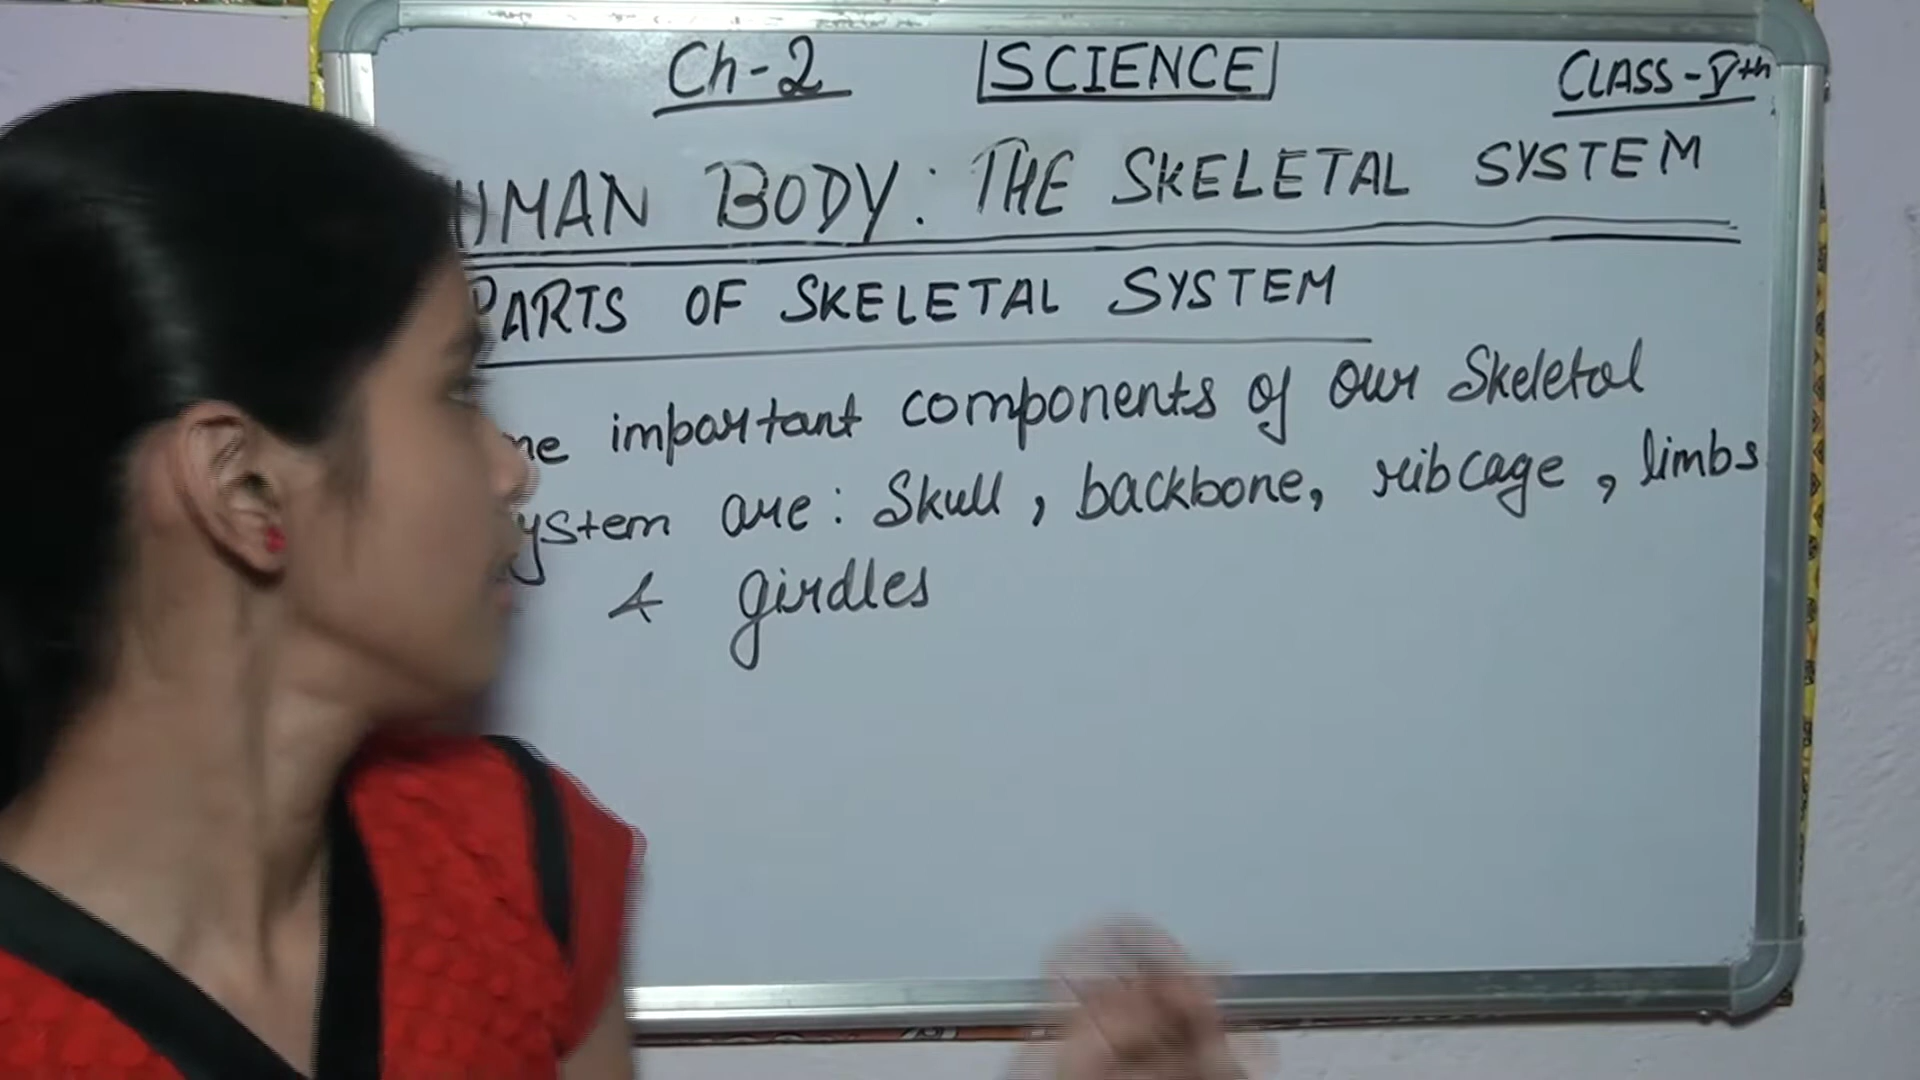 Ch-2 SCIENCE CLASS-Vth
BODY: THE SKELETAL SYSTEM
PARTS OF SKELETAL SYSTEM
important components of our Skeletal
are: Skull, backbone, ribcage, limbs
& girdles